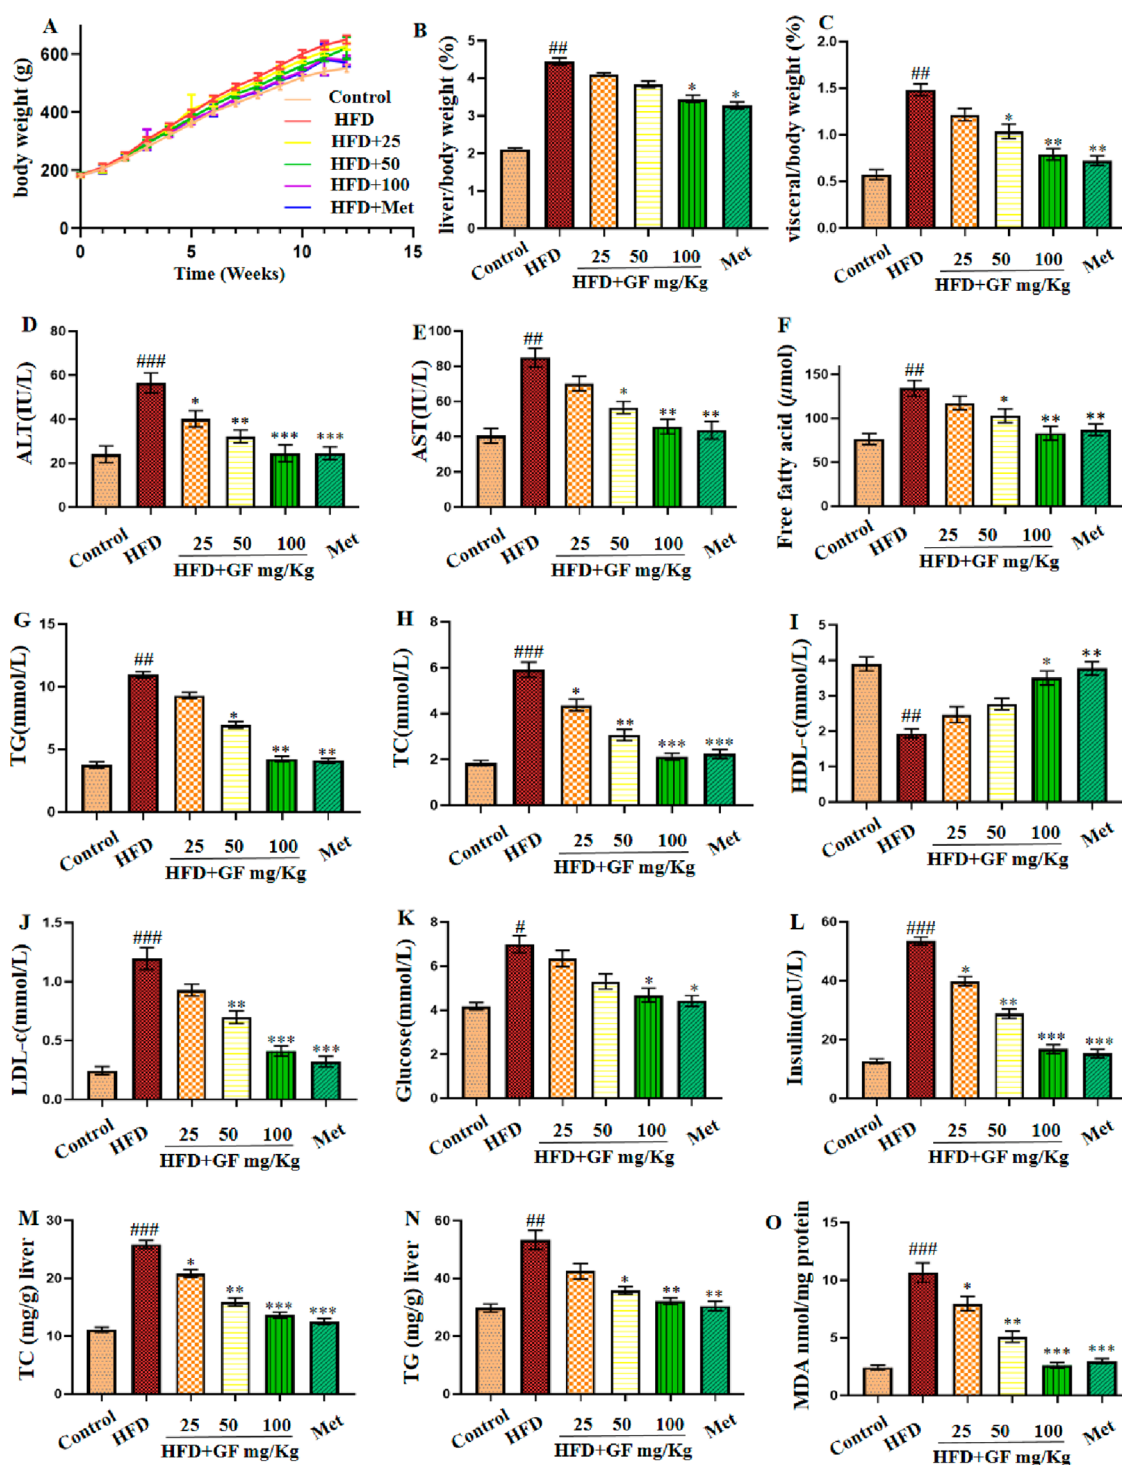 A
body weight (g)
600
400
200
0
0 5 10 15
Time (Weeks)
Control
HFD
HFD+25
HFD+50
HFD+100
HFD+Met
B
liver/body weight (%)
5
4
3
2
1
0
##
* *
Control HFD 25 50 100 Met
HFD+GF mg/Kg
C
visceral/body weight (%)
2.0
1.5
1.0
0.5
0.0
##
* ** **
Control HFD 25 50 100 Met
HFD+GF mg/Kg
D
ALT(IU/L)
80
60
40
20
0
###
* ** *** ***
Control HFD 25 50 100 Met
HFD+GF mg/Kg
E
AST(IU/L)
100
80
60
40
20
0
##
* ** **
Control HFD 25 50 100 Met
HFD+GF mg/Kg
F
Free fatty acid (µmol)
150
100
50
0
##
* ** **
Control HFD 25 50 100 Met
HFD+GF mg/Kg
G
TG(mmol/L)
15
10
5
0
##
* ** **
Control HFD 25 50 100 Met
HFD+GF mg/Kg
H
TC(mmol/L)
8
6
4
2
0
###
* ** *** ***
Control HFD 25 50 100 Met
HFD+GF mg/Kg
I
HDL-c(mmol/L)
5
4
3
2
1
0
##
* **
Control HFD 25 50 100 Met
HFD+GF mg/Kg
J
LDL-c(mmol/L)
1.5
1.0
0.5
0.0
###
** *** ***
Control HFD 25 50 100 Met
HFD+GF mg/Kg
K
Glucose(mmol/L)
8
6
4
2
0
#
* *
Control HFD 25 50 100 Met
HFD+GF mg/Kg
L
Insulin(mU/L)
60
40
20
0
###
* ** *** ***
Control HFD 25 50 100 Met
HFD+GF mg/Kg
M
TC (mg/g) liver
30
20
10
0
###
* ** *** ***
Control HFD 25 50 100 Met
HFD+GF mg/Kg
N
TG (mg/g) liver
60
40
20
0
##
* ** **
Control HFD 25 50 100 Met
HFD+GF mg/Kg
O
MDA nmol/mg protein
15
10
5
0
###
* ** *** ***
Control HFD 25 50 100 Met
HFD+GF mg/Kg